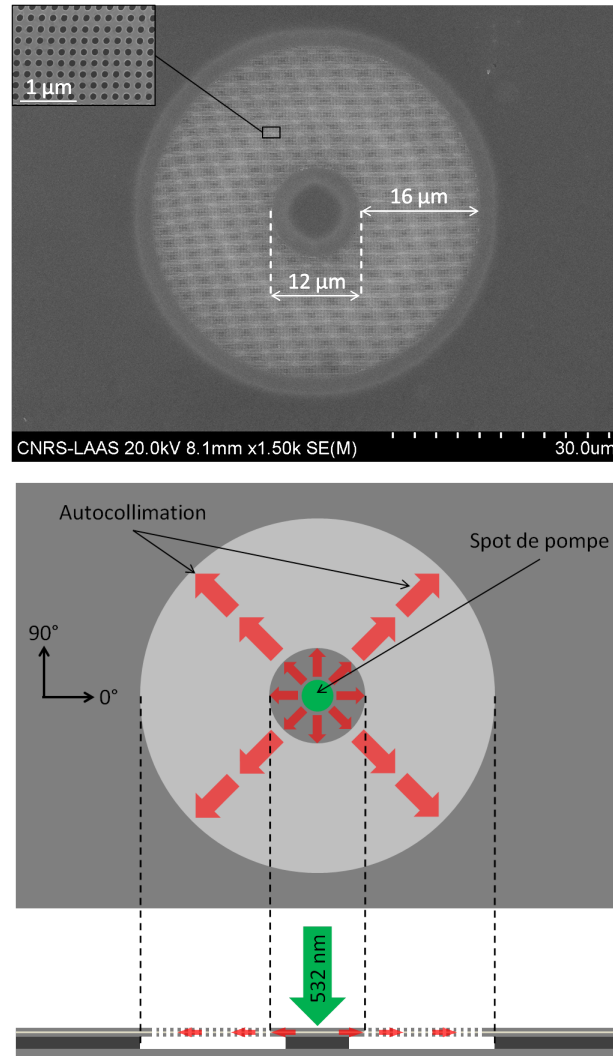 1 µm
16 µm
12 µm
CNRS-LAAS 20.0kV 8.1mm x1.50k SE(M)
30.0um
Autocollimation
Spot de pompe
90°
0°
532 nm